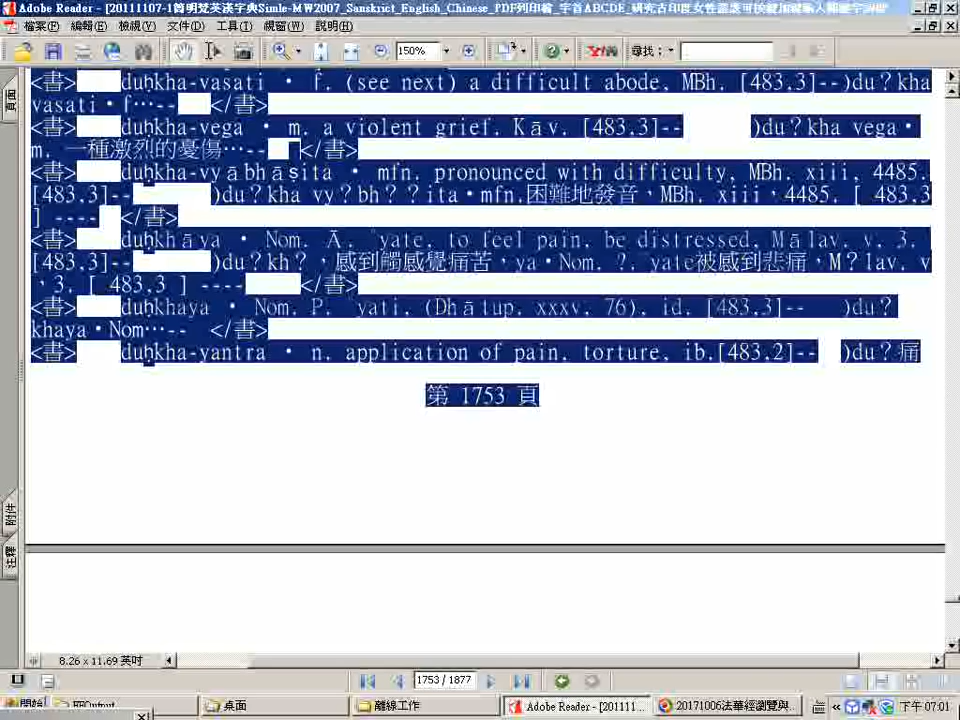 Adobe Reader - [20111107-1簡明梵英漢字典Simle-MW2007_Sanskrict_English_Chinese_PDF列印檔_字首ABCDE_研究古印度女性
檔案(F) 編輯(E) 檢視(V) 文件(D) 工具(T) 視窗(W) 說明(H)
150% 尋找：
頁面
<書> duḥkha-vasati • f. (see next) a difficult abode, MBh. [483.3]--)du?kha
vasati•f…-- </書>
<書> duḥkha-vega • m. a violent grief, Kāv. [483.3]-- )du?kha vega•
m. 一種激烈的憂傷…-- </書>
<書> duḥkha-vyābhāṣita • mfn. pronounced with difficulty, MBh. xiii, 4485.
[483.3]-- )du?kha vy?bh??ita•mfn.困難地發音，MBh. xiii，4485. [ 483.3
] ---- </書>
<書> duḥkhāya • Nom. Ā. ˚yate, to feel pain, be distressed, Mālav. v, 3.
[483.3]-- )du?kh?，感到觸感覺痛苦，ya•Nom. ?. yate被感到悲痛，M?lav. v
，3. [ 483.3 ] ---- </書>
<書> duḥkhaya • Nom. P. ˚yati, (Dhātup. xxxv, 76), id. [483.3]-- )du?
khaya•Nom…-- </書>
<書> duḥkha-yantra • n. application of pain, torture, ib.[483.2]-- )du?痛
第 1753 頁
附件
注釋
8.26 x 11.69 英吋
1753 / 1877
開始 FFOutput 桌面 離線工作 Adobe Reader - [201110... 20171006法華經瀏覽與... 下午 07:01